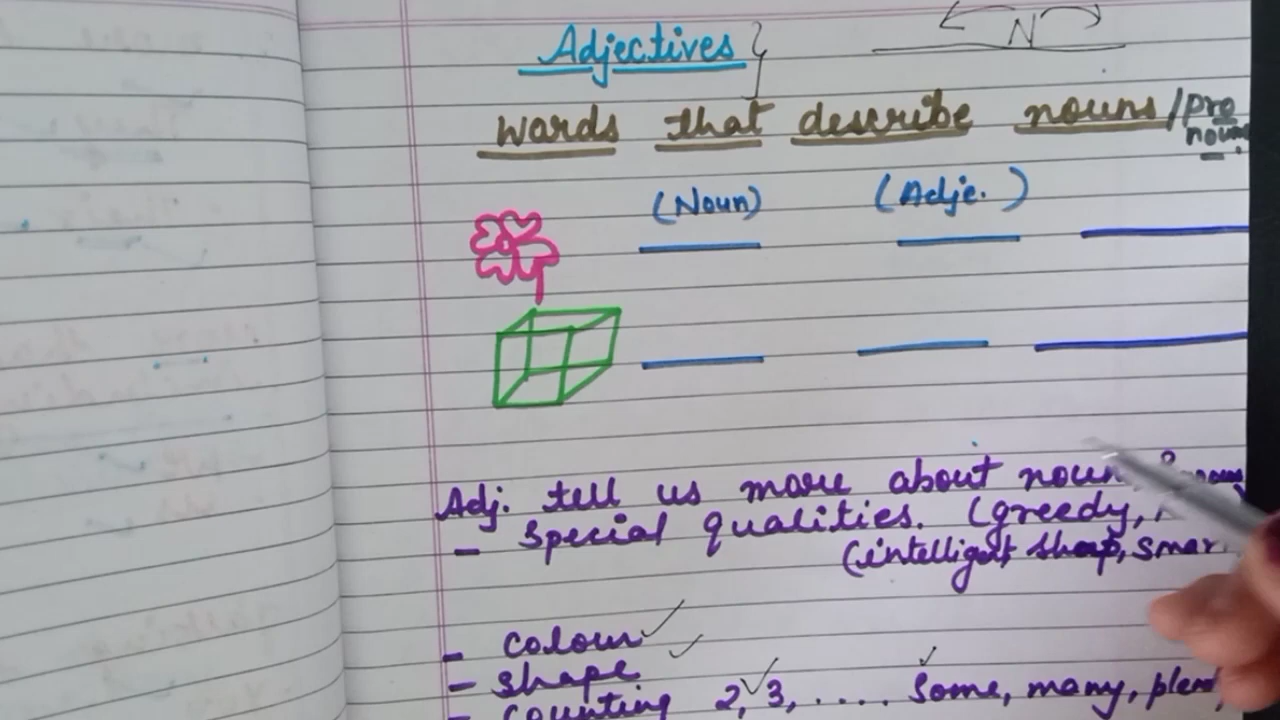 N
Adjectives
words that describe nouns/pro
nouns
(Noun) (Adje.)
Adj. tell us more about noun
- special qualities. (greedy,
(intelligent, sharp, smar
- colour ✓
- shape ✓
- counting 2, 3, .... Some, many, plen